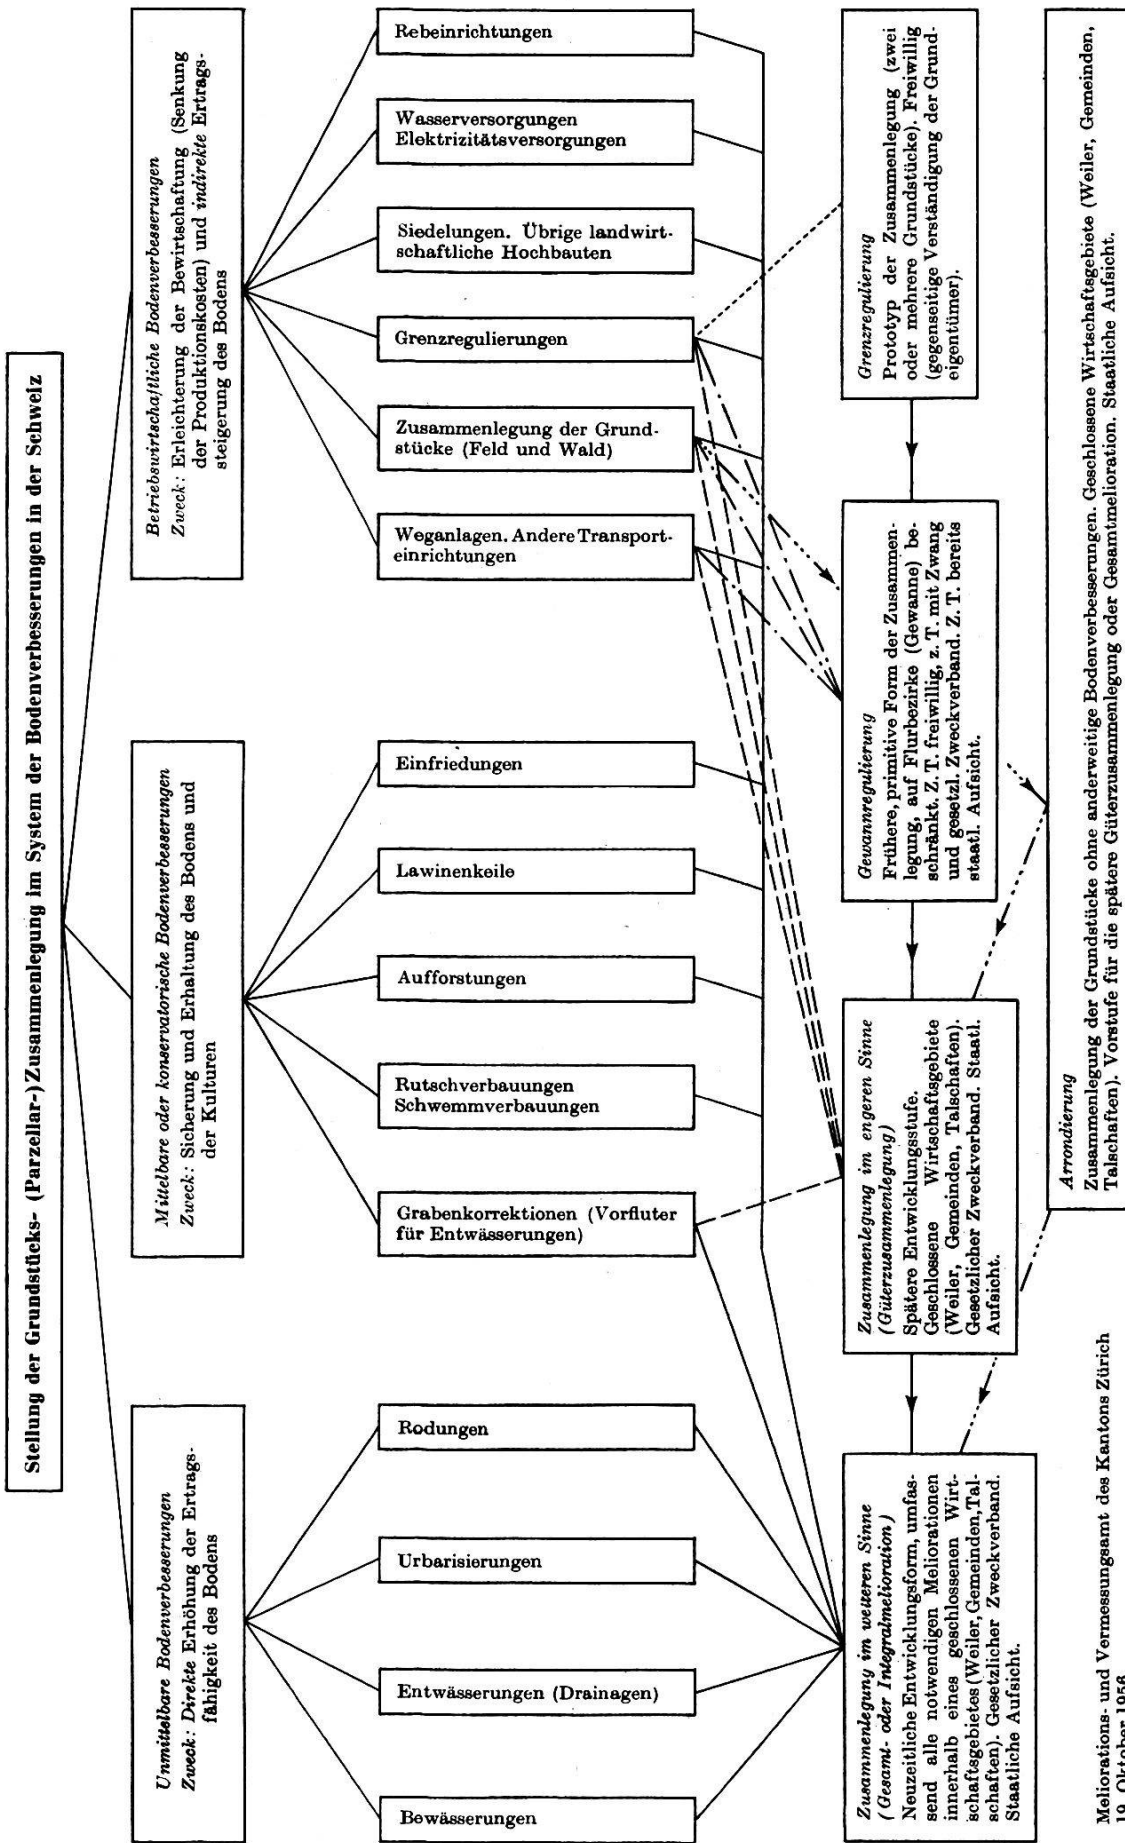 Stellung der Grundstücks- (Parzellar-) Zusammenlegung im System der Bodenverbesserungen in der Schweiz
Unmittelbare Bodenverbesserungen
Zweck: Direkte Erhöhung der Ertrags-
fähigkeit des Bodens
Mittelbare oder konservatorische Bodenverbesserungen
Zweck: Sicherung und Erhaltung des Bodens und
der Kulturen
Betriebswirtschaftliche Bodenverbesserungen
Zweck: Erleichterung der Bewirtschaftung (Senkung
der Produktionskosten) und indirekte Ertrags-
steigerung des Bodens
Bewässerungen
Entwässerungen (Drainagen)
Urbarisierungen
Rodungen
Grabenkorrektionen (Vorfluter
für Entwässerungen)
Rutschverbauungen
Schwemmverbauungen
Aufforstungen
Lawinenkeile
Einfriedungen
Weganlagen. Andere Transport-
einrichtungen
Zusammenlegung der Grund-
stücke (Feld und Wald)
Grenzregulierungen
Siedelungen. Übrige landwirt-
schaftliche Hochbauten
Wasserversorgungen
Elektrizitätsversorgungen
Rebeinrichtungen
Zusammenlegung im weiteren Sinne
(Gesamt- oder Integralmelioration)
Neuzeitliche Entwicklungsform, umfas-
send alle notwendigen Meliorationen
innerhalb eines geschlossenen Wirt-
schaftsgebietes (Weiler, Gemeinden, Tal-
schaften). Gesetzlicher Zweckverband.
Staatliche Aufsicht.
Zusammenlegung im engeren Sinne
(Güterzusammenlegung)
Spätere Entwicklungsstufe.
Geschlossene Wirtschaftsgebiete
(Weiler, Gemeinden, Talschaften).
Gesetzlicher Zweckverband. Staatl.
Aufsicht.
Gewannregulierung
Frühere, primitive Form der Zusammen-
legung, auf Flurbezirke (Gewanne) be-
schränkt. Z. T. freiwillig, z. T. mit Zwang
und gesetzl. Zweckverband. Z. T. bereits
staatl. Aufsicht.
Grenzregulierung
Prototyp der Zusammenlegung (zwei
oder mehrere Grundstücke). Freiwillig
(gegenseitige Verständigung der Grund-
eigentümer).
Arrondierung
Zusammenlegung der Grundstücke ohne anderweitige Bodenverbesserungen. Geschlossene Wirtschaftsgebiete (Weiler, Gemeinden,
Talschaften). Vorstufe für die spätere Güterzusammenlegung oder Gesamtmelioration. Staatliche Aufsicht.
Meliorations- und Vermessungsamt des Kantons Zürich
19. Oktober 1956